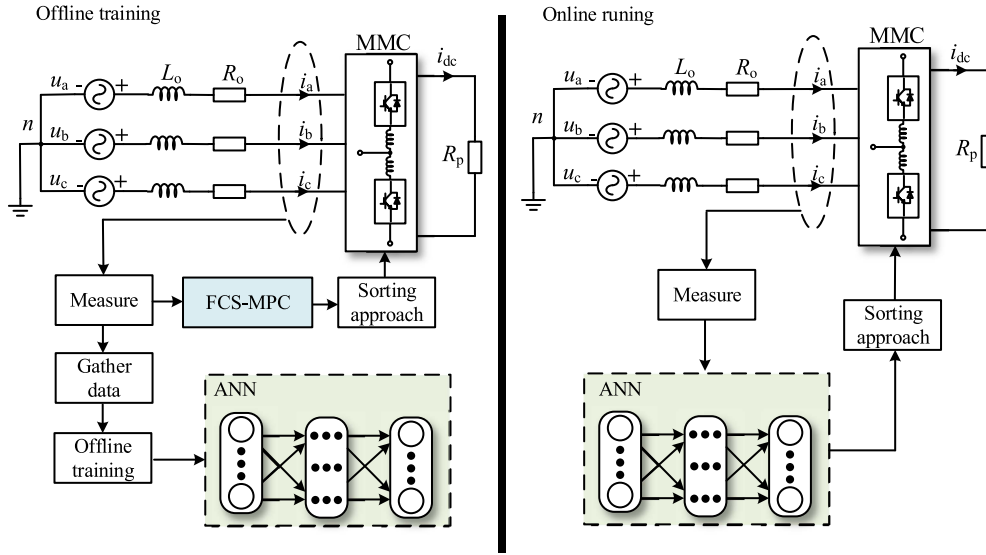 Offline training
MMC
i_dc
u_a - +
L_o
R_o
i_a
n
u_b - +
i_b
R_p
u_c - +
i_c
Measure
FCS-MPC
Sorting
approach
Gather
data
Offline
training
ANN
Online runing
MMC
i_dc
u_a - +
L_o
R_o
i_a
n
u_b - +
i_b
R_p
u_c - +
i_c
Measure
Sorting
approach
ANN